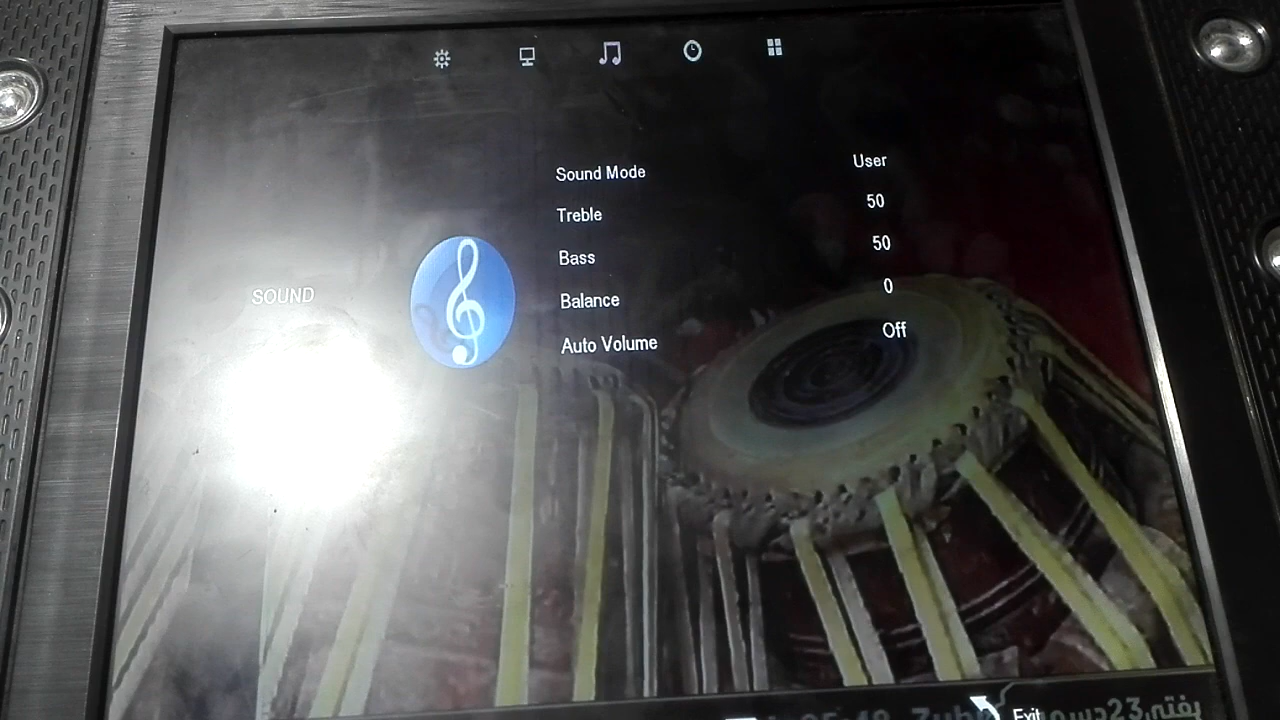 Sound Mode User
Treble 50
Bass 50
SOUND
Balance 0
Auto Volume Off
Exit